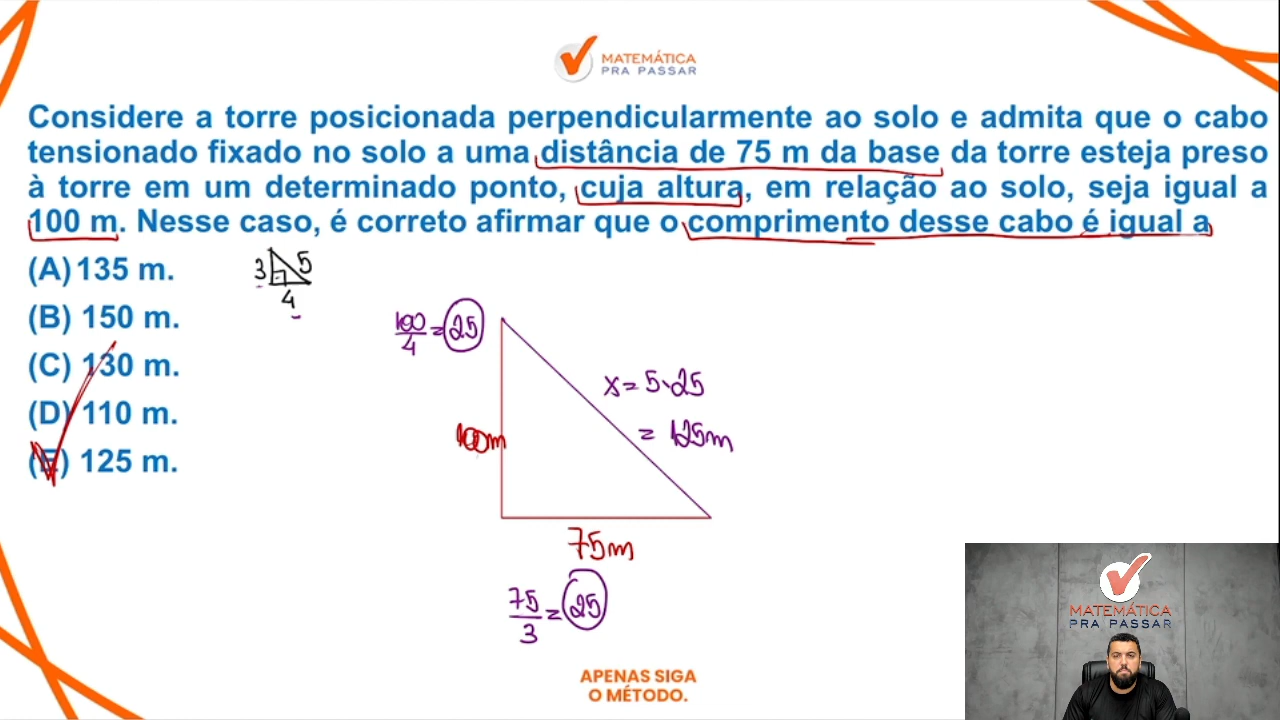 MATEMÁTICA
PRA PASSAR
Considere a torre posicionada perpendicularmente ao solo e admita que o cabo
tensionado fixado no solo a uma distância de 75 m da base da torre esteja preso
à torre em um determinado ponto, cuja altura, em relação ao solo, seja igual a
100 m. Nesse caso, é correto afirmar que o comprimento desse cabo é igual a
(A) 135 m.
(B) 150 m.
(C) 130 m.
(D) 110 m.
(E) 125 m.
3 5
4
100/4 = 25
x = 5·25
= 125m
100m
75m
75/3 = 25
APENAS SIGA
O MÉTODO.
MATEMÁTICA
PRA PASSAR